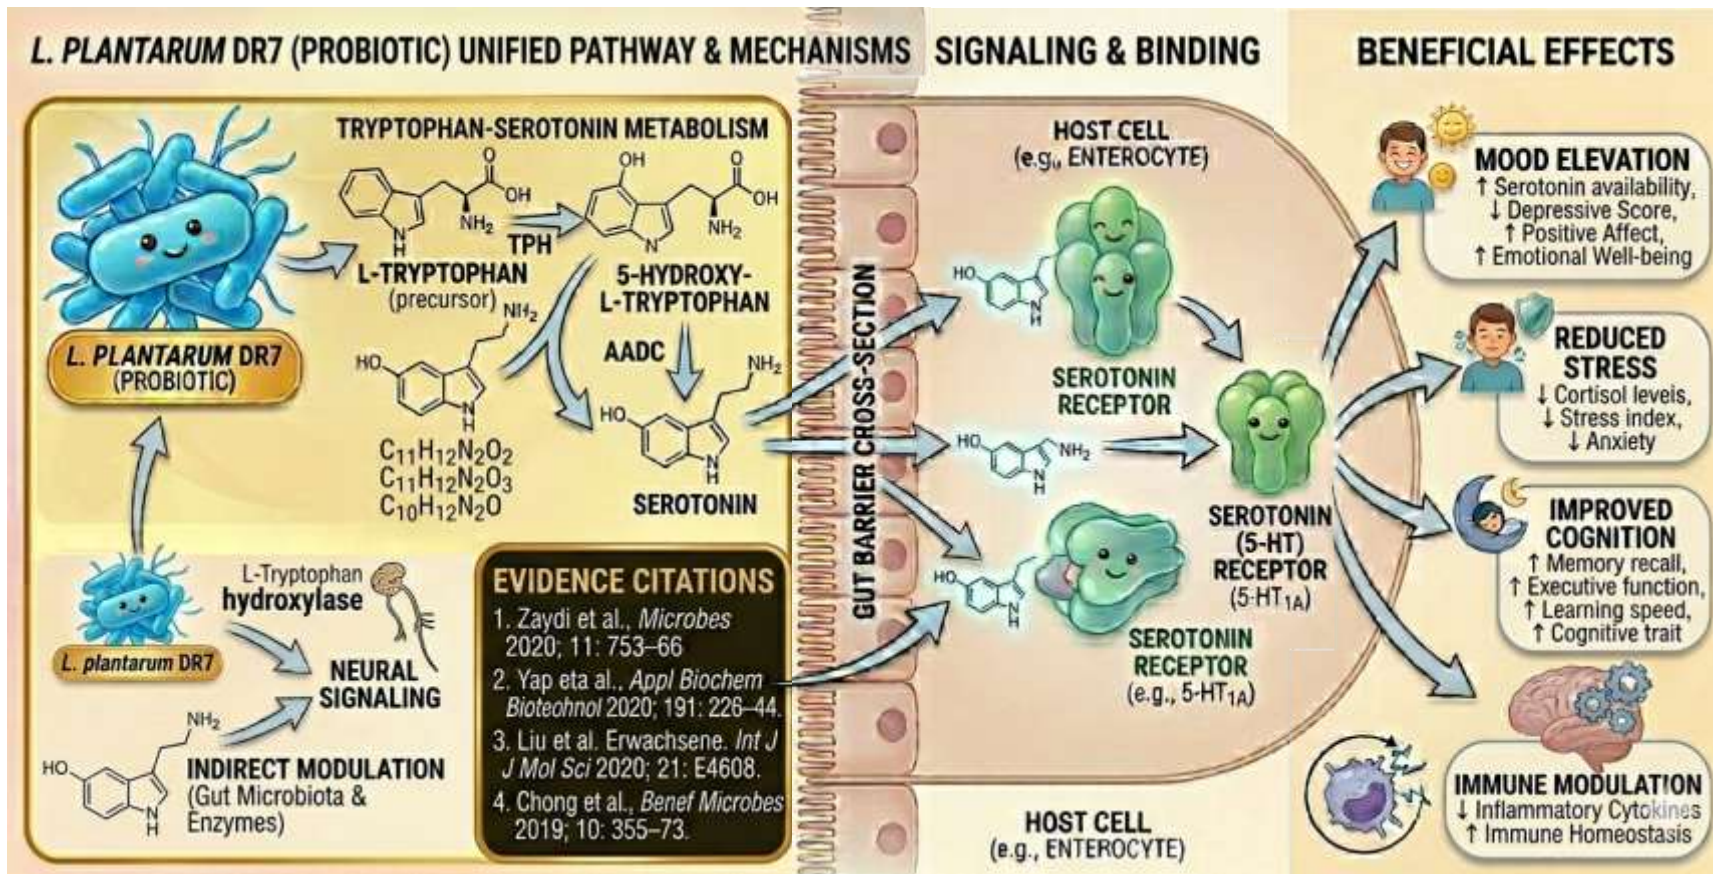 L. PLANTARUM DR7 (PROBIOTIC) UNIFIED PATHWAY & MECHANISMS
SIGNALING & BINDING
BENEFICIAL EFFECTS
TRYPTOPHAN-SEROTONIN METABOLISM
O
OH
NH₂
N
H
OH
O
OH
NH₂
N
TPH
L-TRYPTOPHAN
(precursor)
5-HYDROXY-
L-TRYPTOPHAN
AADC
L. PLANTARUM DR7
(PROBIOTIC)
NH₂
HO
N
H
C₁₁H₁₂N₂O₂
C₁₁H₁₂N₂O₃
C₁₀H₁₂N₂O
NH₂
HO
N
H
SEROTONIN
L-Tryptophan
hydroxylase
L. plantarum DR7
NEURAL
SIGNALING
NH₂
HO
N
H
INDIRECT MODULATION
(Gut Microbiota &
Enzymes)
EVIDENCE CITATIONS
1. Zaydi et al., Microbes
2020; 11: 753–66
2. Yap eta al., Appl Biochem
Bioteohnol 2020; 191: 226–44.
3. Liu et al. Erwachsene. Int J
J Mol Sci 2020; 21: E4608.
4. Chong et al., Benef Microbes
2019; 10: 355–73.
GUT BARRIER CROSS-SECTION
HOST CELL
(e.g., ENTEROCYTE)
HO
N
H
SEROTONIN
RECEPTOR
HO
NH₂
N
H
SEROTONIN
(5-HT)
RECEPTOR
(5-HT₁A)
HO
N
H
SEROTONIN
RECEPTOR
(e.g., 5-HT₁A)
HOST CELL
(e.g., ENTEROCYTE)
MOOD ELEVATION
↑ Serotonin availability,
↓ Depressive Score,
↑ Positive Affect,
↑ Emotional Well-being
REDUCED
STRESS
↓ Cortisol levels,
↓ Stress index,
↓ Anxiety
IMPROVED
COGNITION
↑ Memory recall,
↑ Executive function,
↑ Learning speed,
↑ Cognitive trait
IMMUNE MODULATION
↓ Inflammatory Cytokines
↑ Immune Homeostasis